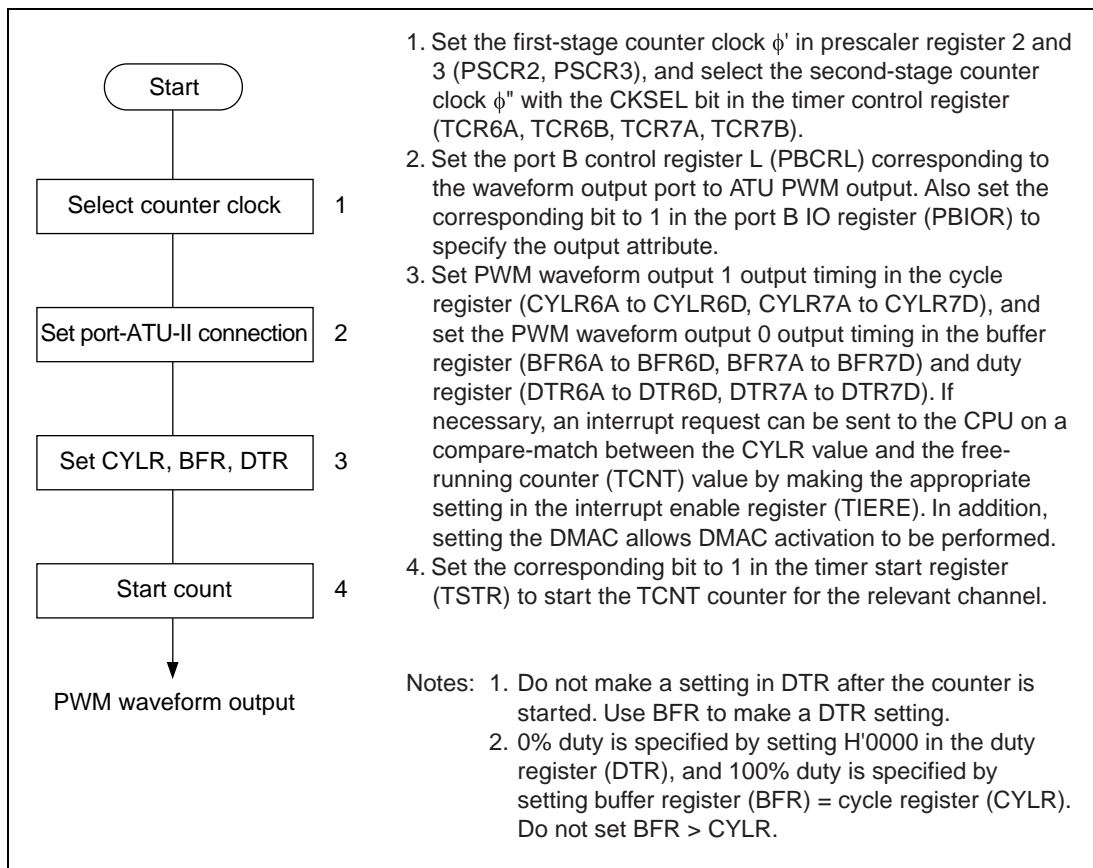 Start
Select counter clock 1
Set port-ATU-II connection 2
Set CYLR, BFR, DTR 3
Start count 4
PWM waveform output
1. Set the first-stage counter clock ϕ' in prescaler register 2 and
3 (PSCR2, PSCR3), and select the second-stage counter
clock ϕ" with the CKSEL bit in the timer control register
(TCR6A, TCR6B, TCR7A, TCR7B).
2. Set the port B control register L (PBCRL) corresponding to
the waveform output port to ATU PWM output. Also set the
corresponding bit to 1 in the port B IO register (PBIOR) to
specify the output attribute.
3. Set PWM waveform output 1 output timing in the cycle
register (CYLR6A to CYLR6D, CYLR7A to CYLR7D), and
set the PWM waveform output 0 output timing in the buffer
register (BFR6A to BFR6D, BFR7A to BFR7D) and duty
register (DTR6A to DTR6D, DTR7A to DTR7D). If
necessary, an interrupt request can be sent to the CPU on a
compare-match between the CYLR value and the free-
running counter (TCNT) value by making the appropriate
setting in the interrupt enable register (TIERE). In addition,
setting the DMAC allows DMAC activation to be performed.
4. Set the corresponding bit to 1 in the timer start register
(TSTR) to start the TCNT counter for the relevant channel.
Notes: 1. Do not make a setting in DTR after the counter is
started. Use BFR to make a DTR setting.
2. 0% duty is specified by setting H'0000 in the duty
register (DTR), and 100% duty is specified by
setting buffer register (BFR) = cycle register (CYLR).
Do not set BFR > CYLR.